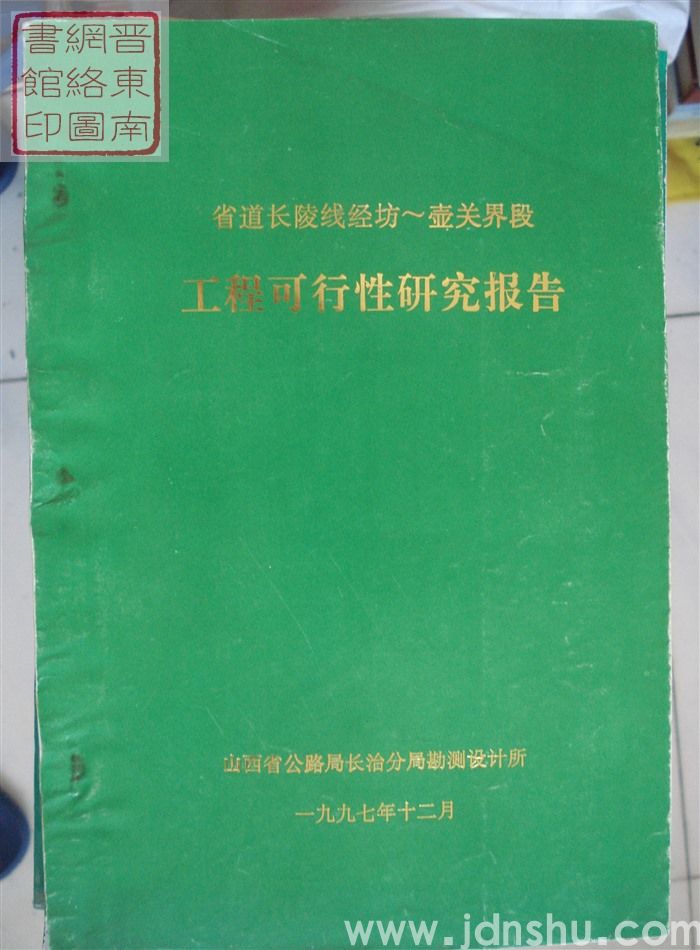 晋東南
網絡圖
書館印
省道长陵线经坊～壶关界段
工程可行性研究报告
山西省公路局长治分局勘测设计所
一九九七年十二月
www.jdnshu.com